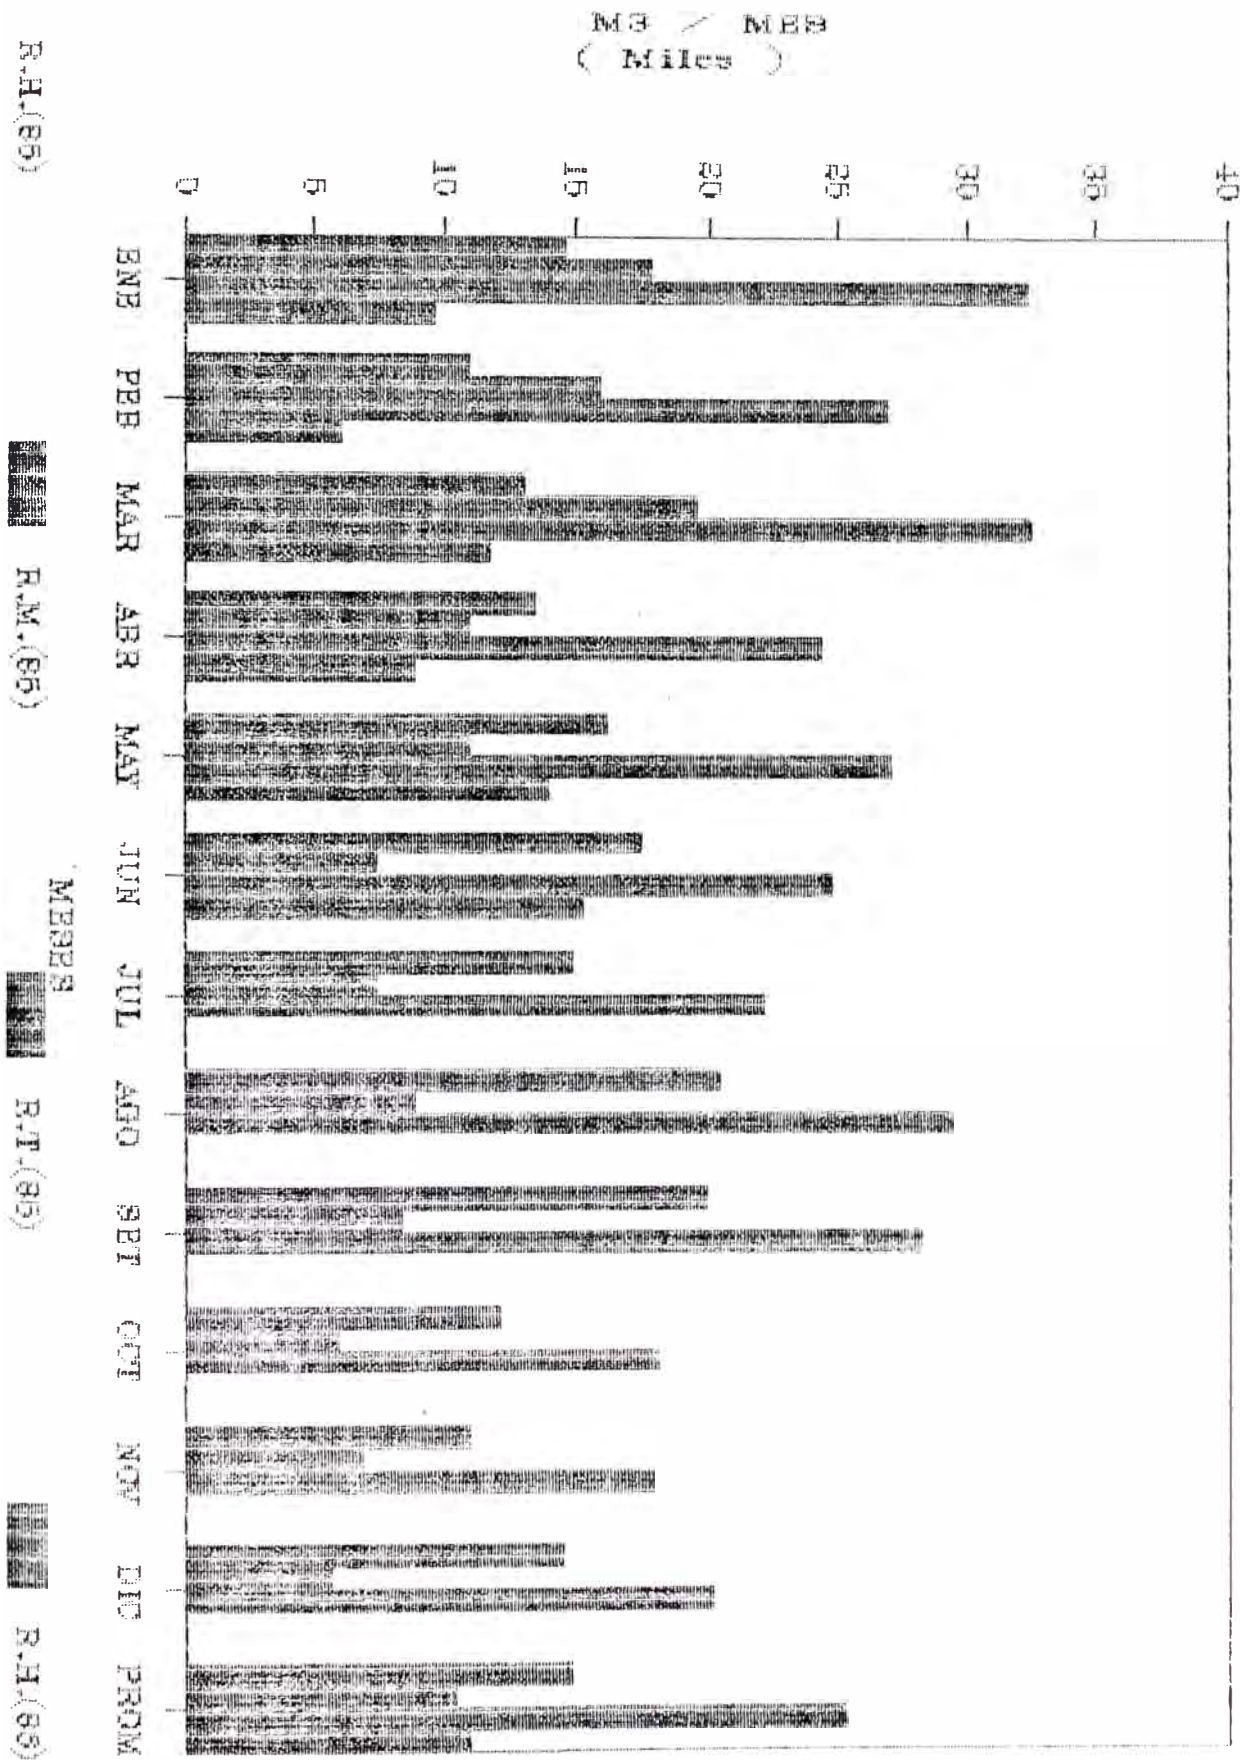 M3 / MES
( Miles )
40
35
30
25
20
15
10
5
0
ENE
FEB
MAR
ABR
MAY
JUN
JUL
AGO
SET
OCT
NOV
DIC
PROM
MESES
R.H.(85)
R.M.(85)
R.T.(85)
R.H.(86)